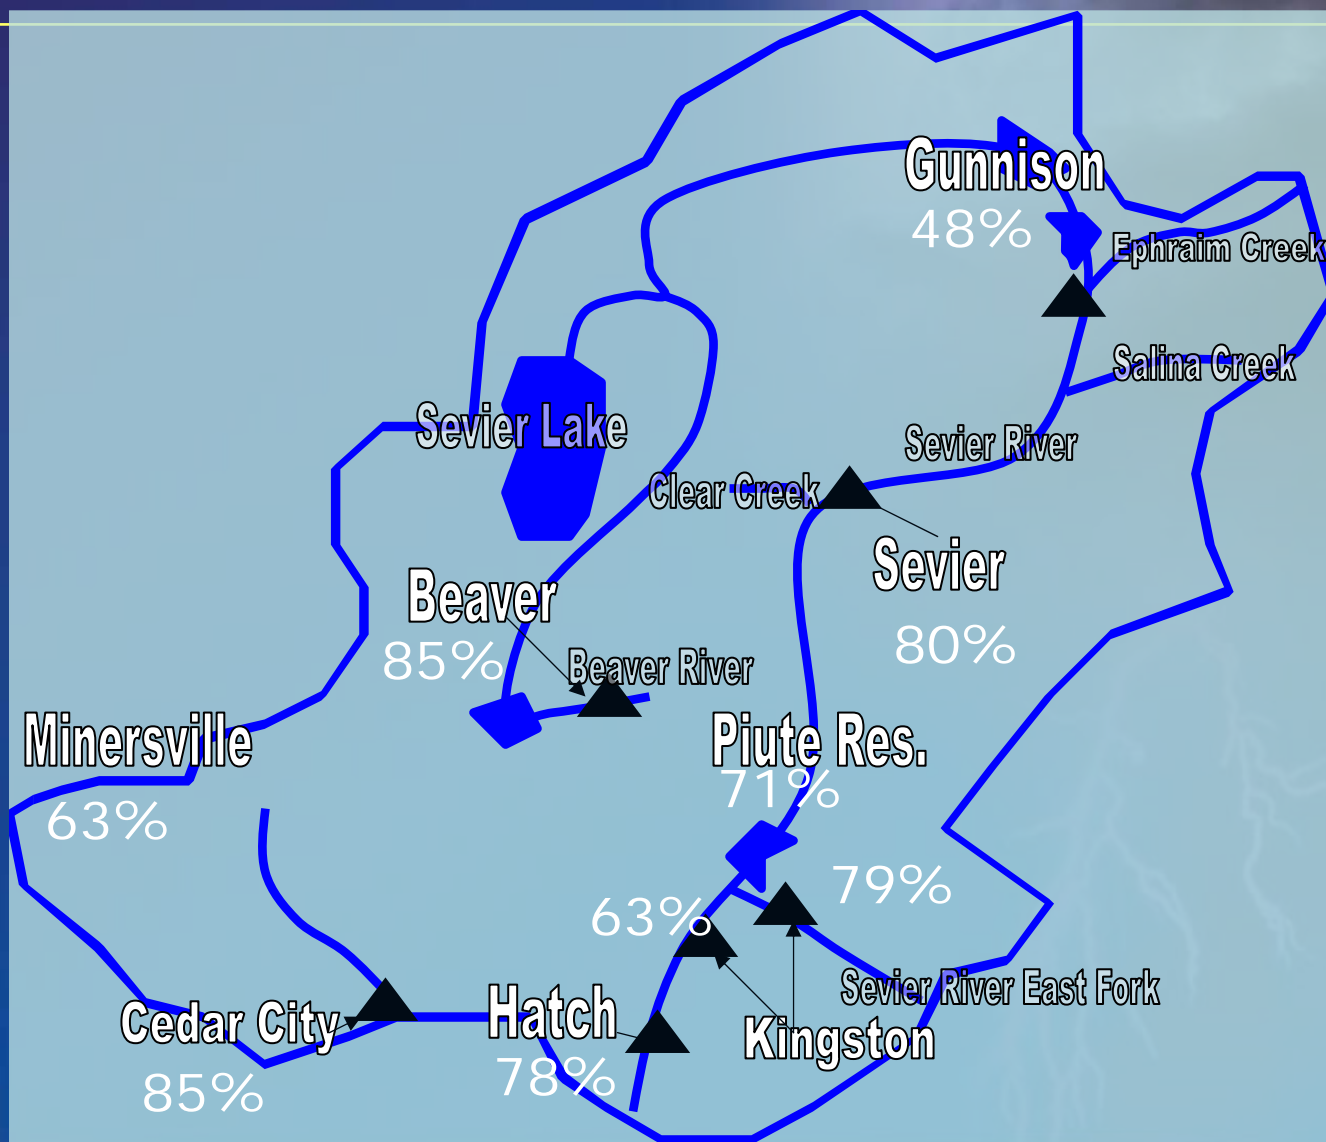 Gunnison
48%
Ephraim Creek
Salina Creek
Sevier Lake
Sevier River
Clear Creek
Sevier
80%
Beaver
85%
Beaver River
Minersville
63%
Piute Res.
71%
79%
63%
Sevier River East Fork
Cedar City
85%
Hatch
78%
Kingston